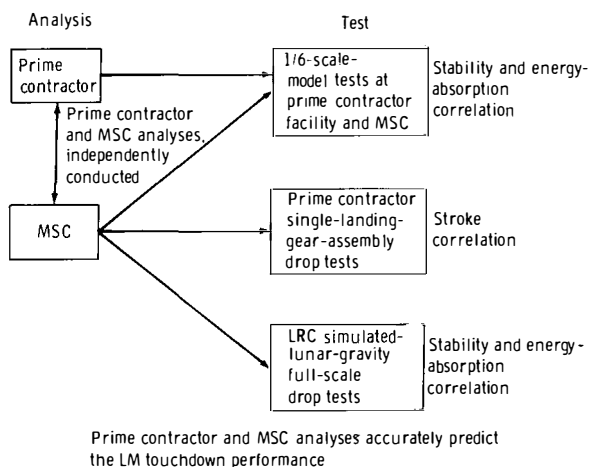 Analysis
Test
Prime
contractor
1/6-scale-
model tests at
prime contractor
facility and MSC
Stability and energy-
absorption
correlation
Prime contractor
and MSC analyses,
independently
conducted
MSC
Prime contractor
single-landing-
gear-assembly
drop tests
Stroke
correlation
LRC simulated-
lunar-gravity
full-scale
drop tests
Stability and energy-
absorption
correlation
Prime contractor and MSC analyses accurately predict
the LM touchdown performance